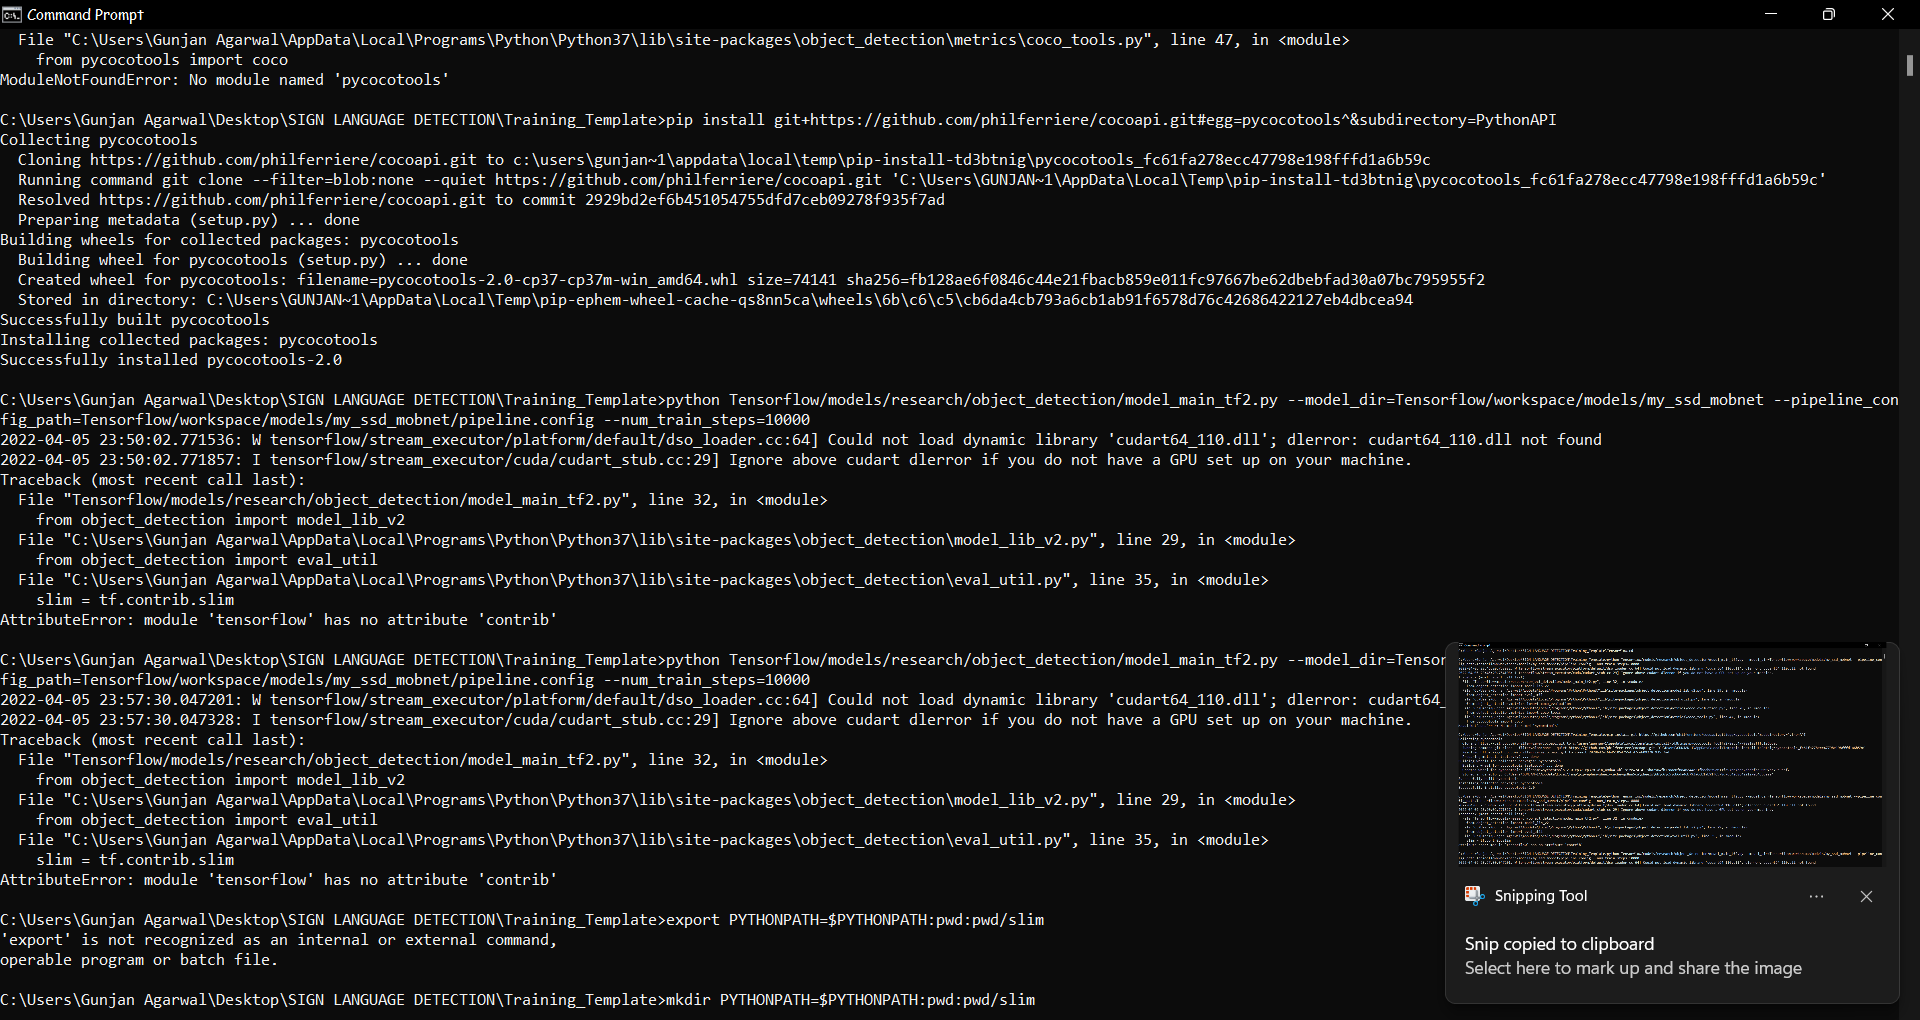 Command Prompt
File "C:\Users\Gunjan Agarwal\AppData\Local\Programs\Python\Python37\lib\site-packages\object_detection\metrics\coco_tools.py", line 47, in <module>
from pycocotools import coco
ModuleNotFoundError: No module named 'pycocotools'
C:\Users\Gunjan Agarwal\Desktop\SIGN LANGUAGE DETECTION\Training_Template>pip install git+https://github.com/philferriere/cocoapi.git#egg=pycocotools^&subdirectory=PythonAPI
Collecting pycocotools
Cloning https://github.com/philferriere/cocoapi.git to c:\users\gunjan~1\appdata\local\temp\pip-install-td3btnig\pycocotools_fc61fa278ecc47798e198fffd1a6b59c
Running command git clone --filter=blob:none --quiet https://github.com/philferriere/cocoapi.git 'C:\Users\GUNJAN~1\AppData\Local\Temp\pip-install-td3btnig\pycocotools_fc61fa278ecc47798e198fffd1a6b59c'
Resolved https://github.com/philferriere/cocoapi.git to commit 2929bd2ef6b451054755dfd7ceb09278f935f7ad
Preparing metadata (setup.py) ... done
Building wheels for collected packages: pycocotools
Building wheel for pycocotools (setup.py) ... done
Created wheel for pycocotools: filename=pycocotools-2.0-cp37-cp37m-win_amd64.whl size=74141 sha256=fb128ae6f0846c44e21fbacb859e011fc97667be62dbebfad30a07bc795955f2
Stored in directory: C:\Users\GUNJAN~1\AppData\Local\Temp\pip-ephem-wheel-cache-qs8nn5ca\wheels\6b\c6\c5\cb6da4cb793a6cb1ab91f6578d76c42686422127eb4dbcea94
Successfully built pycocotools
Installing collected packages: pycocotools
Successfully installed pycocotools-2.0
C:\Users\Gunjan Agarwal\Desktop\SIGN LANGUAGE DETECTION\Training_Template>python Tensorflow/models/research/object_detection/model_main_tf2.py --model_dir=Tensorflow/workspace/models/my_ssd_mobnet --pipeline_con
fig_path=Tensorflow/workspace/models/my_ssd_mobnet/pipeline.config --num_train_steps=10000
2022-04-05 23:50:02.771536: W tensorflow/stream_executor/platform/default/dso_loader.cc:64] Could not load dynamic library 'cudart64_110.dll'; dlerror: cudart64_110.dll not found
2022-04-05 23:50:02.771857: I tensorflow/stream_executor/cuda/cudart_stub.cc:29] Ignore above cudart dlerror if you do not have a GPU set up on your machine.
Traceback (most recent call last):
File "Tensorflow/models/research/object_detection/model_main_tf2.py", line 32, in <module>
from object_detection import model_lib_v2
File "C:\Users\Gunjan Agarwal\AppData\Local\Programs\Python\Python37\lib\site-packages\object_detection\model_lib_v2.py", line 29, in <module>
from object_detection import eval_util
File "C:\Users\Gunjan Agarwal\AppData\Local\Programs\Python\Python37\lib\site-packages\object_detection\eval_util.py", line 35, in <module>
slim = tf.contrib.slim
AttributeError: module 'tensorflow' has no attribute 'contrib'
C:\Users\Gunjan Agarwal\Desktop\SIGN LANGUAGE DETECTION\Training_Template>python Tensorflow/models/research/object_detection/model_main_tf2.py --model_dir=Tensor
fig_path=Tensorflow/workspace/models/my_ssd_mobnet/pipeline.config --num_train_steps=10000
2022-04-05 23:57:30.047201: W tensorflow/stream_executor/platform/default/dso_loader.cc:64] Could not load dynamic library 'cudart64_110.dll'; dlerror: cudart64_
2022-04-05 23:57:30.047328: I tensorflow/stream_executor/cuda/cudart_stub.cc:29] Ignore above cudart dlerror if you do not have a GPU set up on your machine.
Traceback (most recent call last):
File "Tensorflow/models/research/object_detection/model_main_tf2.py", line 32, in <module>
from object_detection import model_lib_v2
File "C:\Users\Gunjan Agarwal\AppData\Local\Programs\Python\Python37\lib\site-packages\object_detection\model_lib_v2.py", line 29, in <module>
from object_detection import eval_util
File "C:\Users\Gunjan Agarwal\AppData\Local\Programs\Python\Python37\lib\site-packages\object_detection\eval_util.py", line 35, in <module>
slim = tf.contrib.slim
AttributeError: module 'tensorflow' has no attribute 'contrib'
C:\Users\Gunjan Agarwal\Desktop\SIGN LANGUAGE DETECTION\Training_Template>export PYTHONPATH=$PYTHONPATH:pwd:pwd/slim
'export' is not recognized as an internal or external command,
operable program or batch file.
C:\Users\Gunjan Agarwal\Desktop\SIGN LANGUAGE DETECTION\Training_Template>mkdir PYTHONPATH=$PYTHONPATH:pwd:pwd/slim
Snipping Tool
Snip copied to clipboard
Select here to mark up and share the image